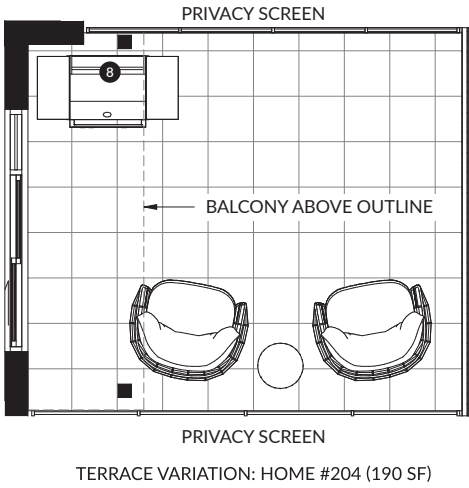 PRIVACY SCREEN
8
BALCONY ABOVE OUTLINE
PRIVACY SCREEN
TERRACE VARIATION: HOME #204 (190 SF)